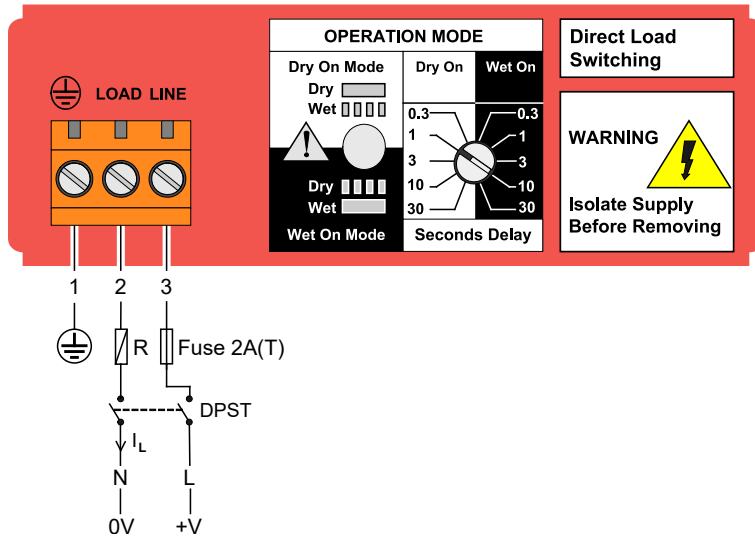 LOAD LINE
OPERATION MODE
Dry On Mode
Dry
Wet
Dry
Wet
Wet On Mode
Dry On
Wet On
0.3
0.3
1
1
3
3
10
10
30
30
Seconds Delay
Direct Load
Switching
WARNING
Isolate Supply
Before Removing
1 2 3
R
Fuse 2A(T)
DPST
IL
N L
0V +V